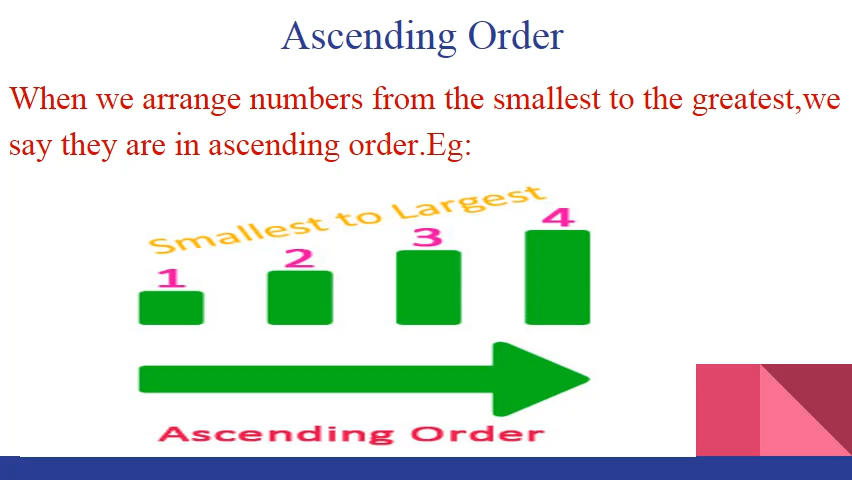 Ascending Order
When we arrange numbers from the smallest to the greatest,we
say they are in ascending order.Eg:
Smallest to Largest
1 2 3 4
Ascending Order